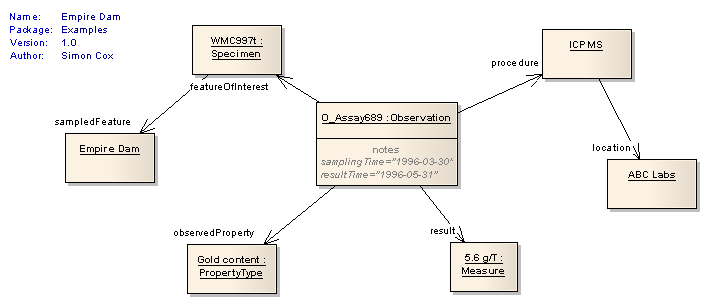 Name: Empire Dam
Package: Examples
Version: 1.0
Author: Simon Cox
WMC997t :
Specimen
ICPMS
procedure
featureOfInterest
O_Assay689 :Observation
sampledFeature
notes
Empire Dam
samplingTime="1996-03-30"
location
resultTime="1996-05-31"
ABC Labs
observedProperty
result
Gold content :
PropertyType
5.6 g/T :
Measure